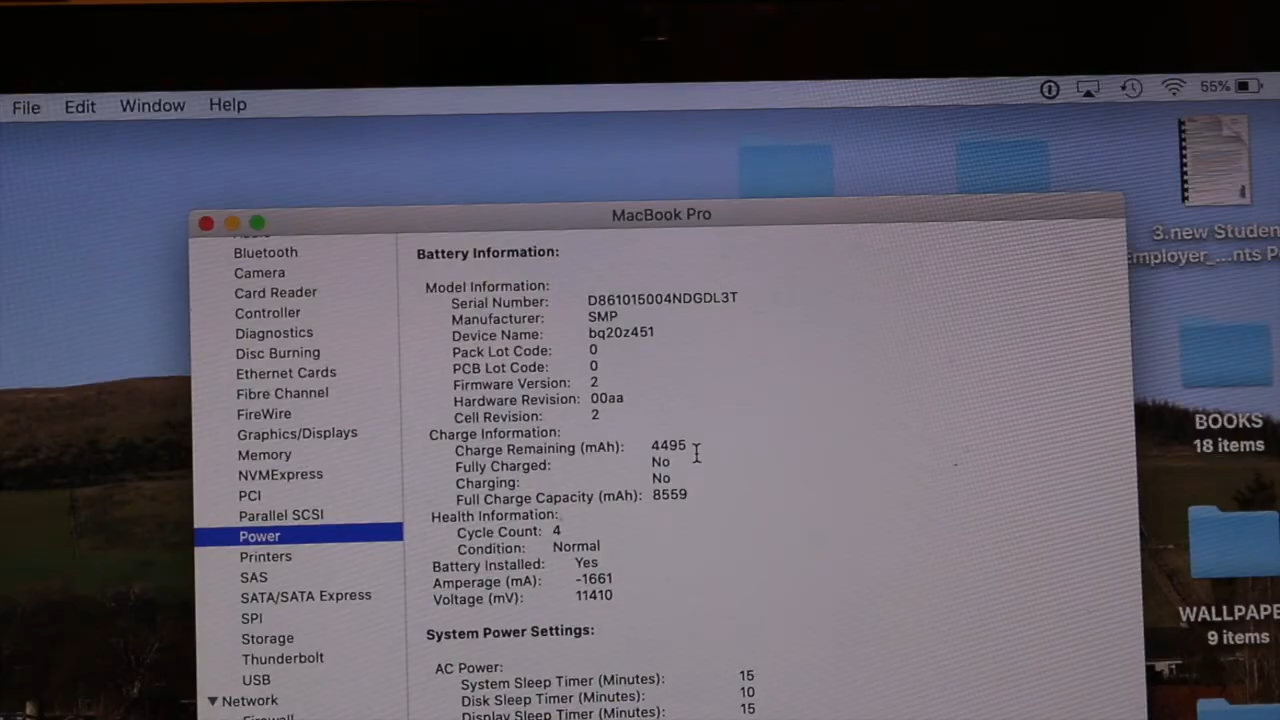 File Edit Window Help 55%
MacBook Pro
3.new Studen
Employer_...nts P
BOOKS
18 items
WALLPAPE
9 items
Bluetooth
Camera
Card Reader
Controller
Diagnostics
Disc Burning
Ethernet Cards
Fibre Channel
FireWire
Graphics/Displays
Memory
NVMExpress
PCI
Parallel SCSI
Power
Printers
SAS
SATA/SATA Express
SPI
Storage
Thunderbolt
USB
Network
Firewall
Battery Information:
Model Information:
Serial Number: D861015004NDGDL3T
Manufacturer: SMP
Device Name: bq20z451
Pack Lot Code: 0
PCB Lot Code: 0
Firmware Version: 2
Hardware Revision: 00aa
Cell Revision: 2
Charge Information:
Charge Remaining (mAh): 4495
Fully Charged: No
Charging: No
Full Charge Capacity (mAh): 8559
Health Information:
Cycle Count: 4
Condition: Normal
Battery Installed: Yes
Amperage (mA): -1661
Voltage (mV): 11410
System Power Settings:
AC Power:
System Sleep Timer (Minutes): 15
Disk Sleep Timer (Minutes): 10
Display Sleep Timer (Minutes): 15